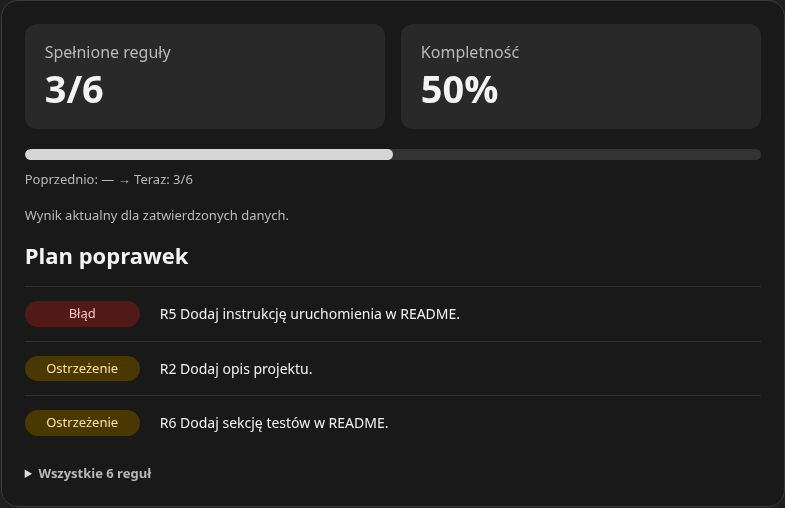 Spełnione reguły
3/6
Kompletność
50%
Poprzednio: — → Teraz: 3/6
Wynik aktualny dla zatwierdzonych danych.
Plan poprawek
Błąd
R5 Dodaj instrukcję uruchomienia w README.
Ostrzeżenie
R2 Dodaj opis projektu.
Ostrzeżenie
R6 Dodaj sekcję testów w README.
▶ Wszystkie 6 reguł